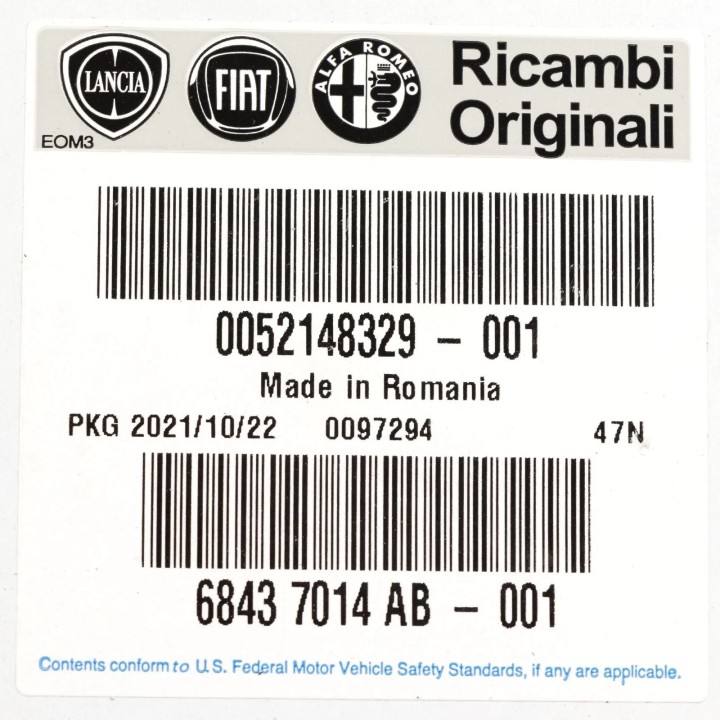 LANCIA
FIAT
ALFA ROMEO
Ricambi
Originali
EOM3
0052148329 - 001
Made in Romania
PKG 2021/10/22 0097294 47N
6843 7014 AB - 001
Contents conform to U.S. Federal Motor Vehicle Safety Standards, if any are applicable.